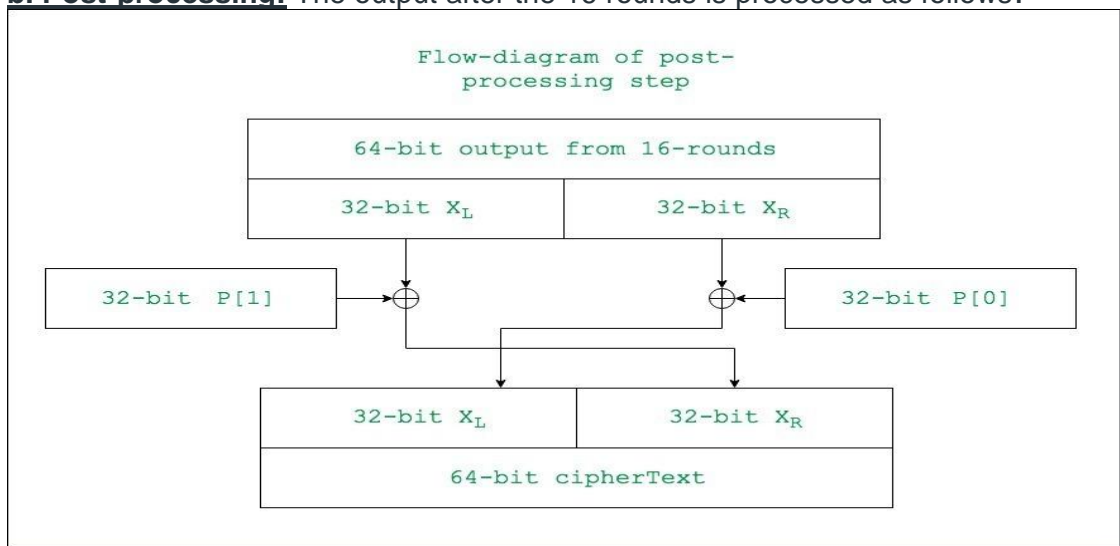 b. Post-processing: The output after the 16 rounds is processed as follows:
Flow-diagram of post-
processing step
64-bit output from 16-rounds
32-bit XL
32-bit XR
32-bit P[1]
32-bit P[0]
32-bit XL
32-bit XR
64-bit cipherText